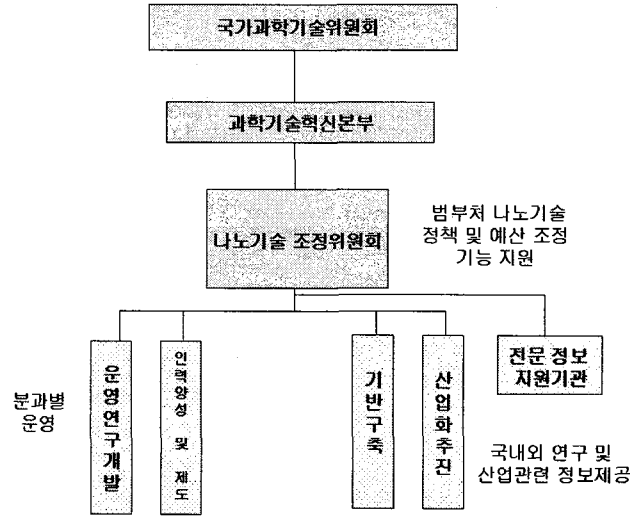 국가과학기술위원회
과학기술혁신본부
나노기술 조정위원회
범부처 나노기술
정책 및 예산 조정
기능 지원
분과별
운영
운영연구개발
인력양성 및 제도
기반구축
산업화추진
전문 정보
지원기관
국내외 연구 및
산업관련 정보제공